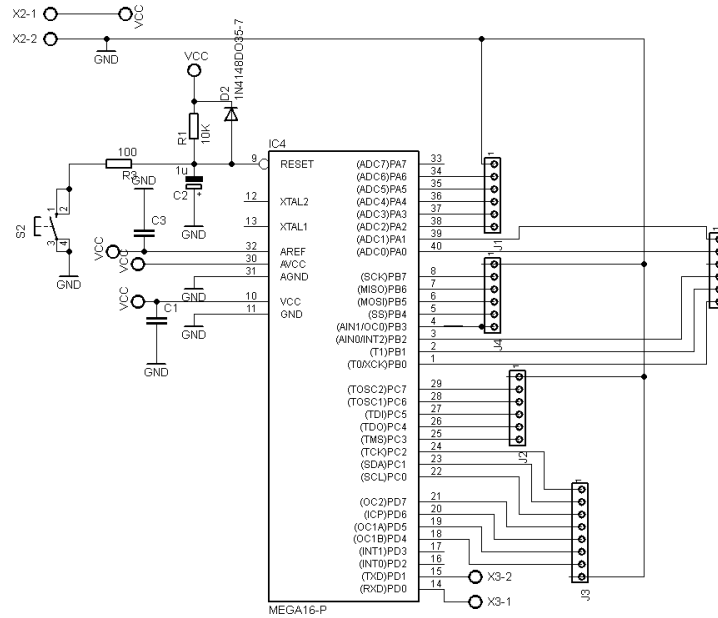 X2-1
VCC
X2-2
GND
VCC
D2
1N4148DO35-7
R1
10K
IC4
100
R3
1u
C2
GND
GND
C3
S2
1
2
3
4
GND
VCC
VCC
GND
VCC
C1
GND
GND
9 RESET
12 XTAL2
13 XTAL1
32 AREF
30 AVCC
31 AGND
10 VCC
11 GND
(ADC7)PA7 33
(ADC6)PA6 34
(ADC5)PA5 35
(ADC4)PA4 36
(ADC3)PA3 37
(ADC2)PA2 38
(ADC1)PA1 39
(ADC0)PA0 40
(SCK)PB7 8
(MISO)PB6 7
(MOSI)PB5 6
(SS)PB4 5
(AIN1/OC0)PB3 4
(AIN0/INT2)PB2 3
(T1)PB1 2
(T0/XCK)PB0 1
(TOSC2)PC7 29
(TOSC1)PC6 28
(TDI)PC5 27
(TDO)PC4 26
(TMS)PC3 25
(TCK)PC2 24
(SDA)PC1 23
(SCL)PC0 22
(OC2)PD7 21
(ICP)PD6 20
(OC1A)PD5 19
(OC1B)PD4 18
(INT1)PD3 17
(INT0)PD2 16
(TXD)PD1 15
(RXD)PD0 14
MEGA16-P
1
J1
1
J4
1
J2
1
J3
X3-2
X3-1